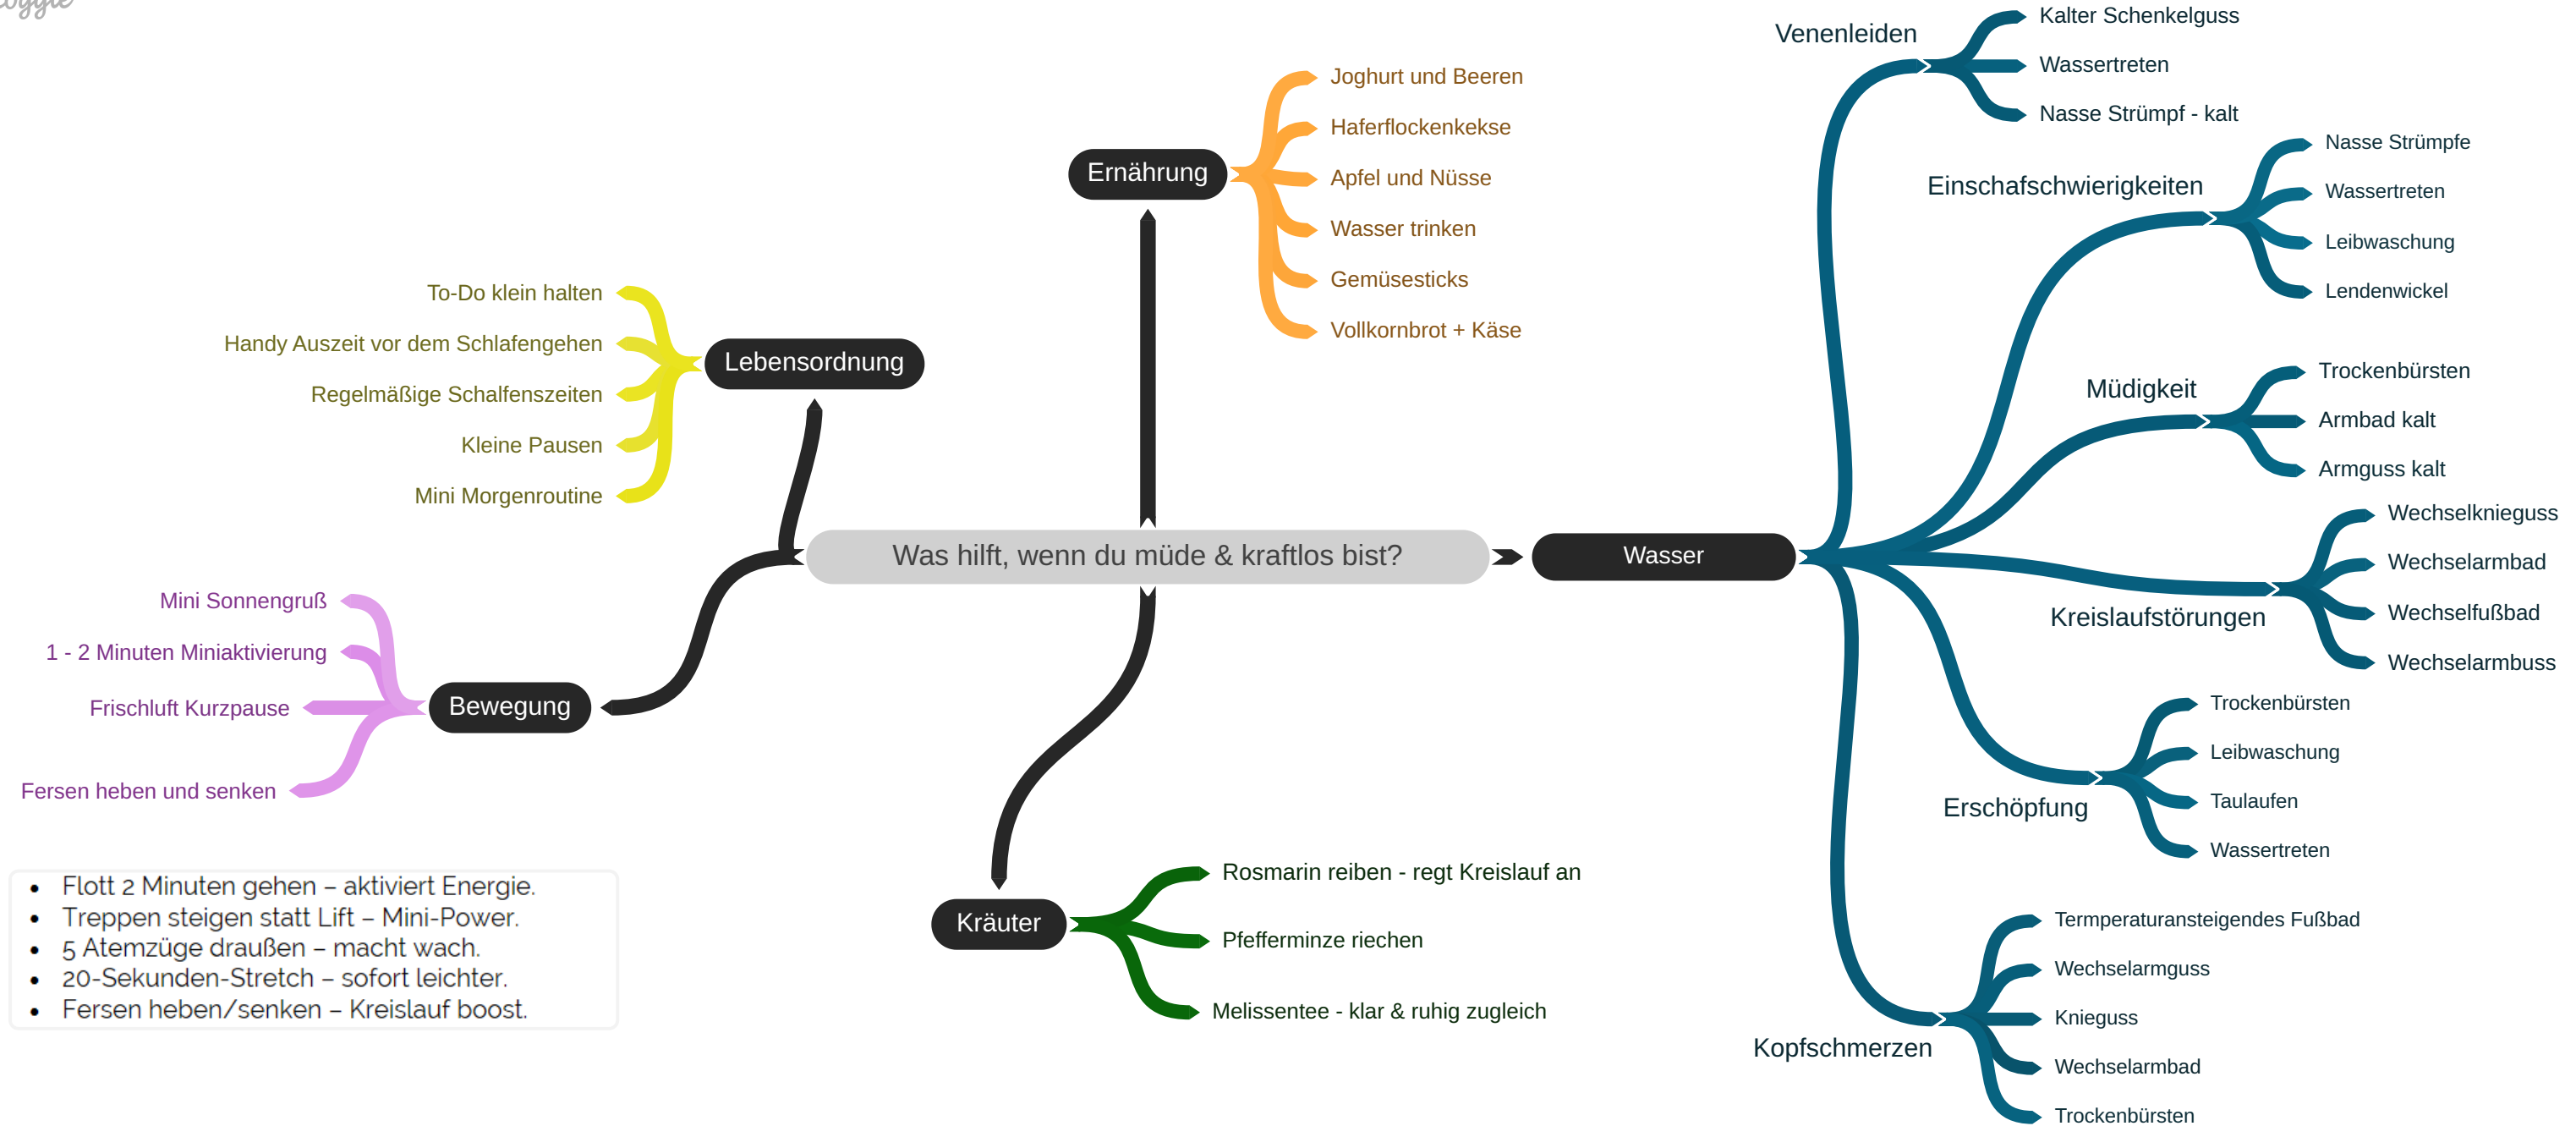 Venenleiden
Kalter Schenkelguss
Wassertreten
Nasse Strümpf - kalt
Einschafschwierigkeiten
Nasse Strümpfe
Wassertreten
Leibwaschung
Lendenwickel
Müdigkeit
Trockenbürsten
Armbad kalt
Armguss kalt
Kreislaufstörungen
Wechselknieguss
Wechselarmbad
Wechselfußbad
Wechselarmbuss
Erschöpfung
Trockenbürsten
Leibwaschung
Taulaufen
Wassertreten
Kopfschmerzen
Termperaturansteigendes Fußbad
Wechselarmguss
Knieguss
Wechselarmbad
Trockenbürsten
Wasser
Ernährung
Joghurt und Beeren
Haferflockenkekse
Apfel und Nüsse
Wasser trinken
Gemüsesticks
Vollkornbrot + Käse
Lebensordnung
To-Do klein halten
Handy Auszeit vor dem Schlafengehen
Regelmäßige Schalfenszeiten
Kleine Pausen
Mini Morgenroutine
Was hilft, wenn du müde & kraftlos bist?
Bewegung
Mini Sonnengruß
1 - 2 Minuten Miniaktivierung
Frischluft Kurzpause
Fersen heben und senken
• Flott 2 Minuten gehen – aktiviert Energie.
• Treppen steigen statt Lift – Mini-Power.
• 5 Atemzüge draußen – macht wach.
• 20-Sekunden-Stretch – sofort leichter.
• Fersen heben/senken – Kreislauf boost.
Kräuter
Rosmarin reiben - regt Kreislauf an
Pfefferminze riechen
Melissentee - klar & ruhig zugleich